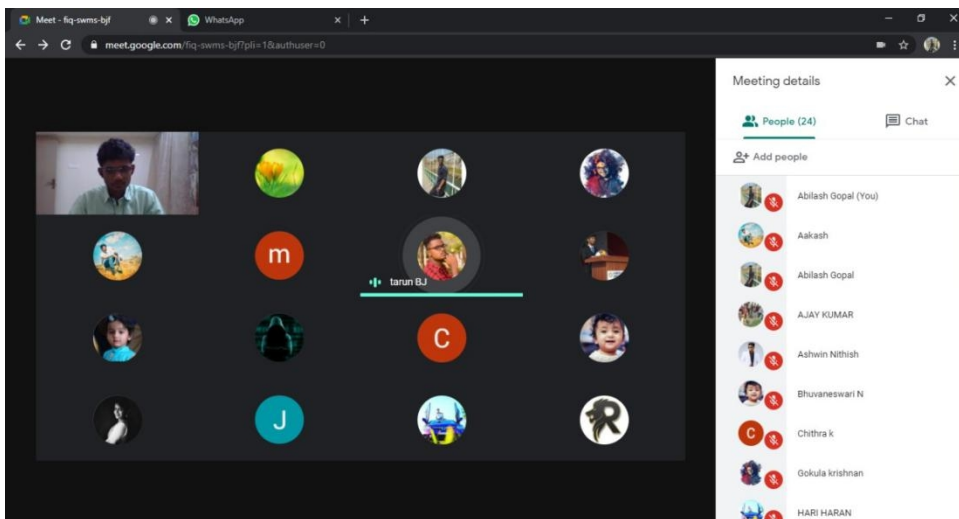 Meet - fiq-swms-bjf
WhatsApp
meet.google.com/fiq-swms-bjf?pli=1&authuser=0
Meeting details
People (24)
Chat
Add people
Abilash Gopal (You)
Aakash
Abilash Gopal
AJAY KUMAR
Ashwin Nithish
Bhuvaneswari N
C
Chithra k
Gokula krishnan
HARI HARAN
m
tarun BJ
C
J
R